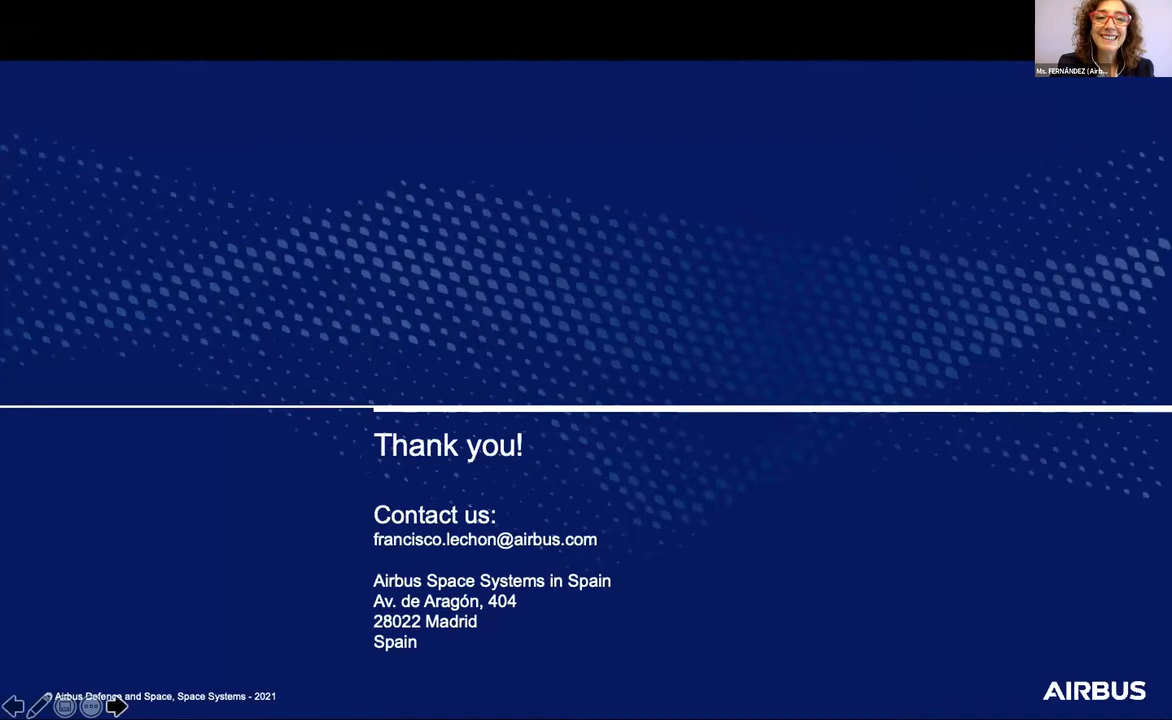 Ms. FERNÁNDEZ (Airb...
Thank you!
Contact us:
francisco.lechon@airbus.com
Airbus Space Systems in Spain
Av. de Aragón, 404
28022 Madrid
Spain
© Airbus Defence and Space, Space Systems - 2021
AIRBUS